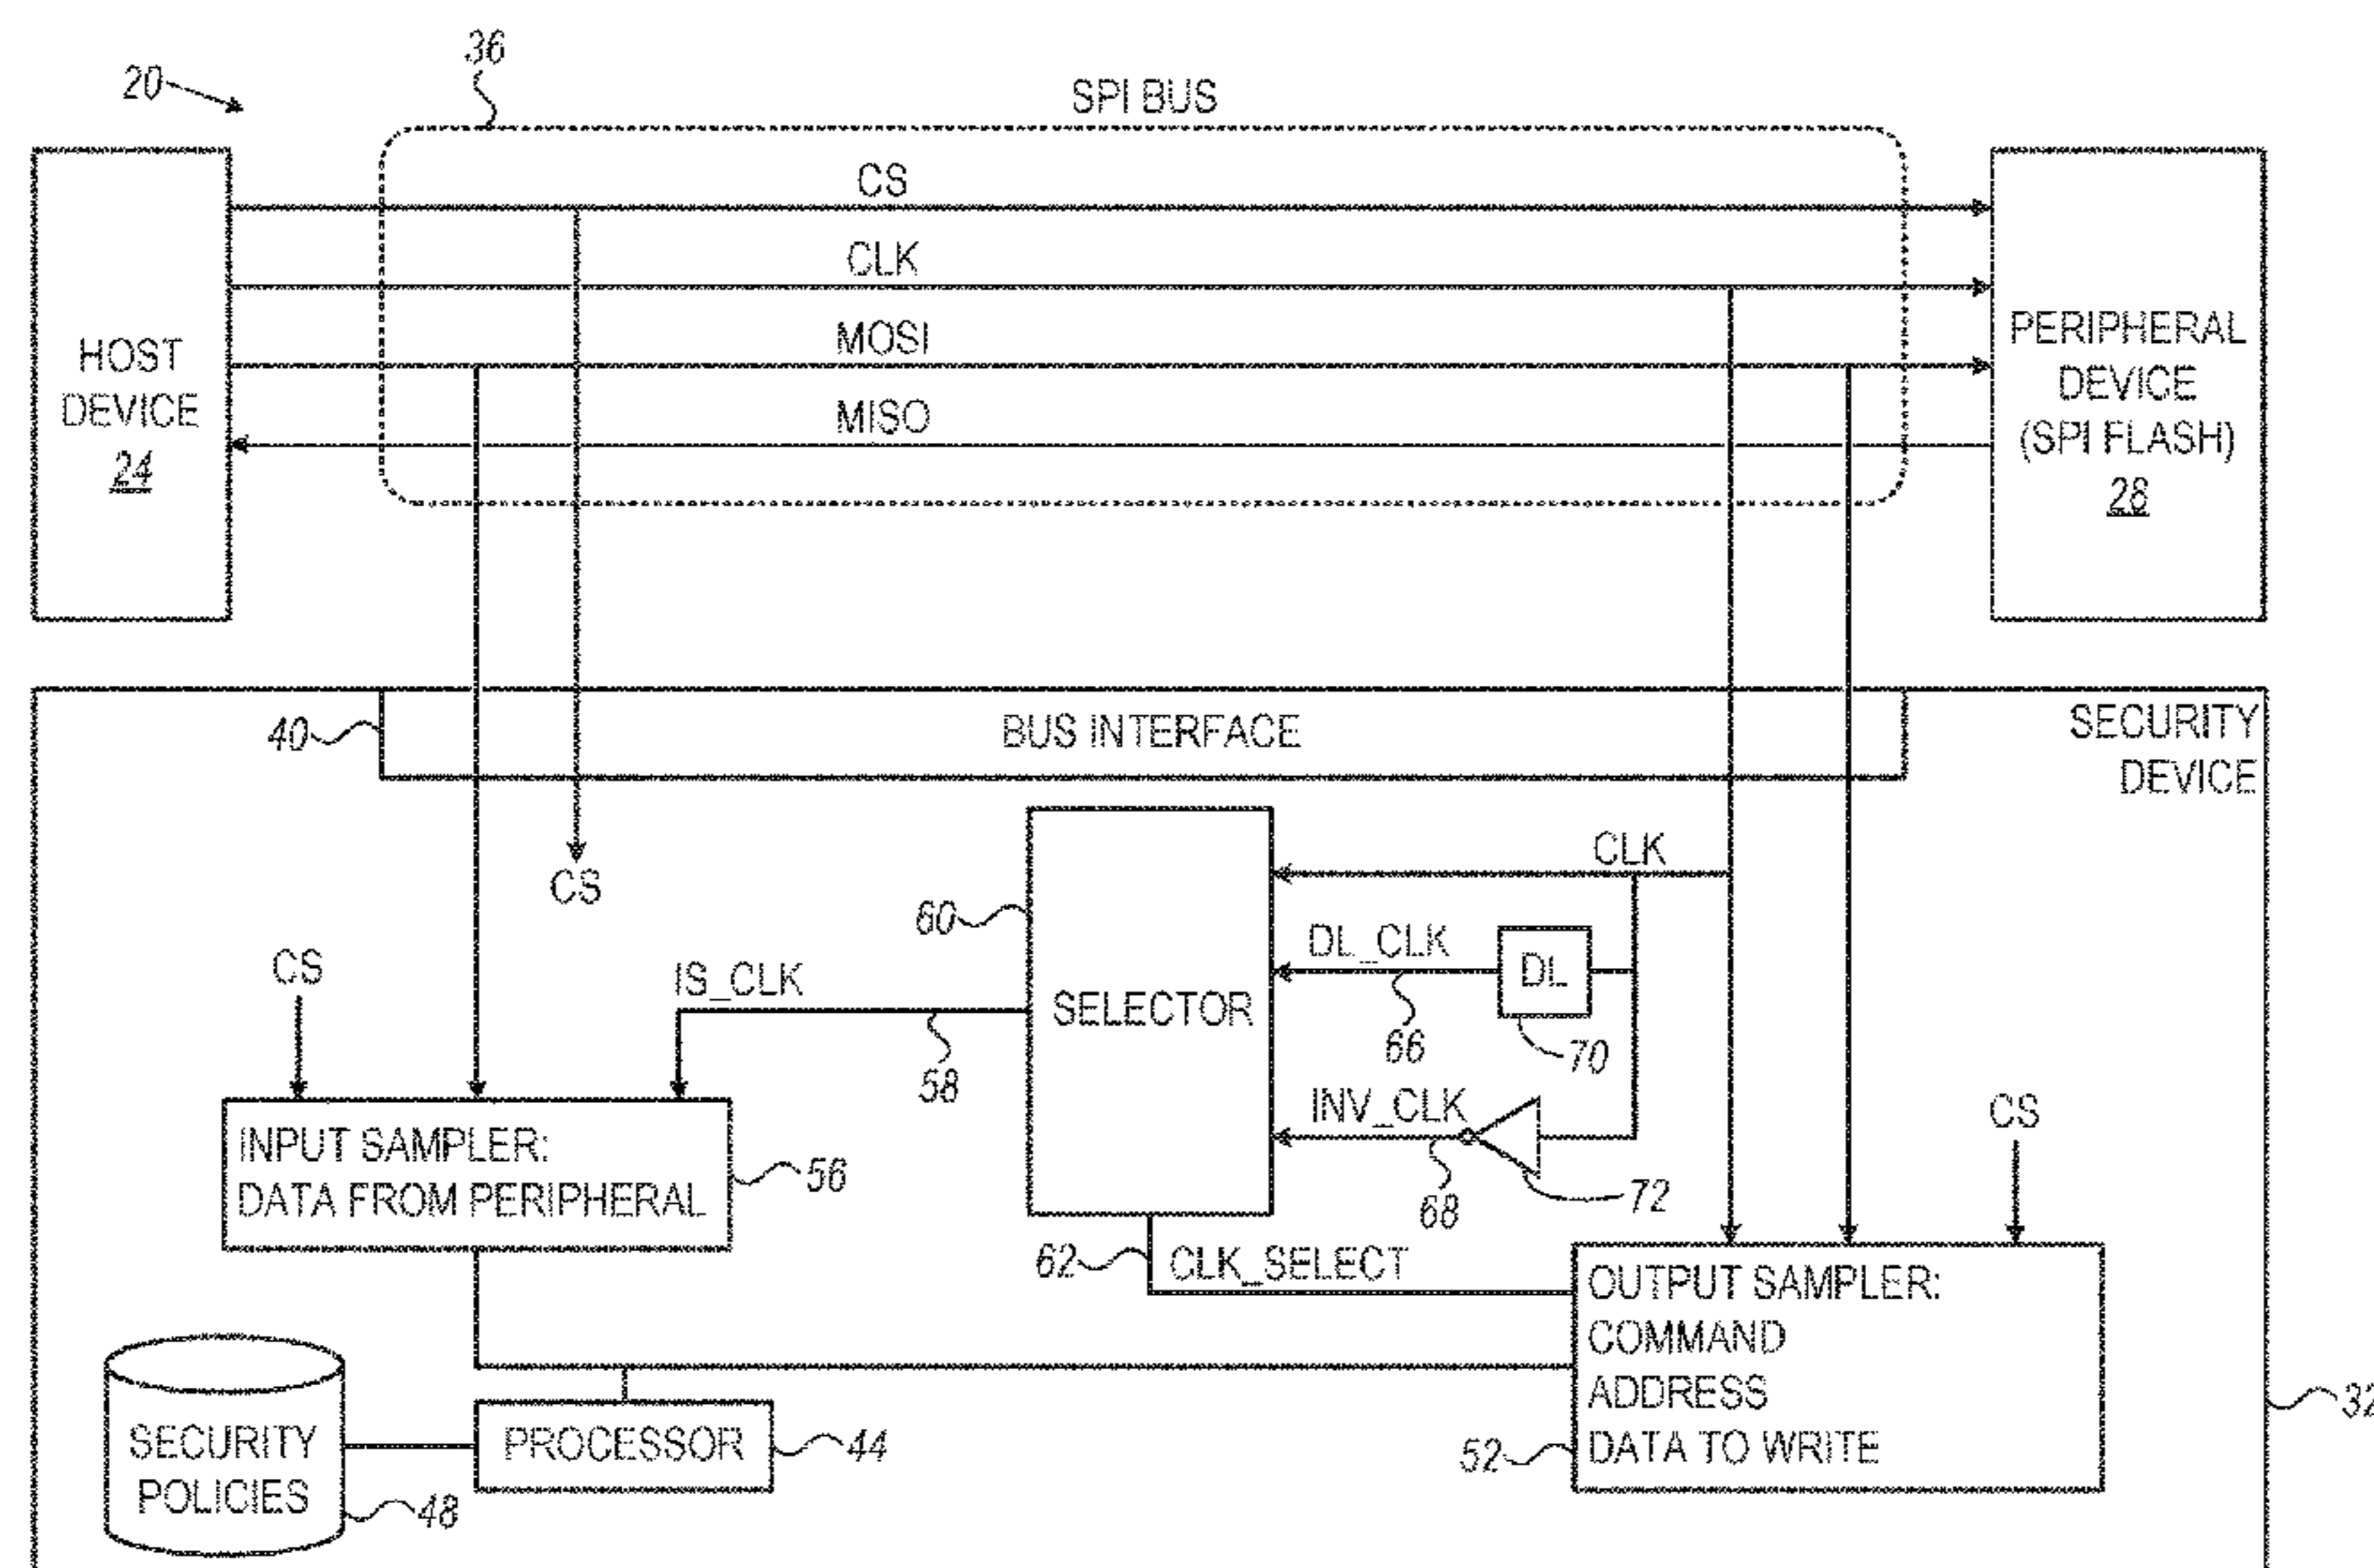 36
20
SPI BUS
CS
CLK
MOSI
MISO
HOST
DEVICE
24
PERIPHERAL
DEVICE
(SPI FLASH)
28
40
BUS INTERFACE
SECURITY
DEVICE
CS
CLK
60
DL_CLK
DL
CS
IS_CLK
SELECTOR
66
70
58
INV_CLK
CS
INPUT SAMPLER:
DATA FROM PERIPHERAL
56
68
72
62
CLK_SELECT
OUTPUT SAMPLER:
COMMAND
ADDRESS
DATA TO WRITE
52
32
SECURITY
POLICIES
48
PROCESSOR
44